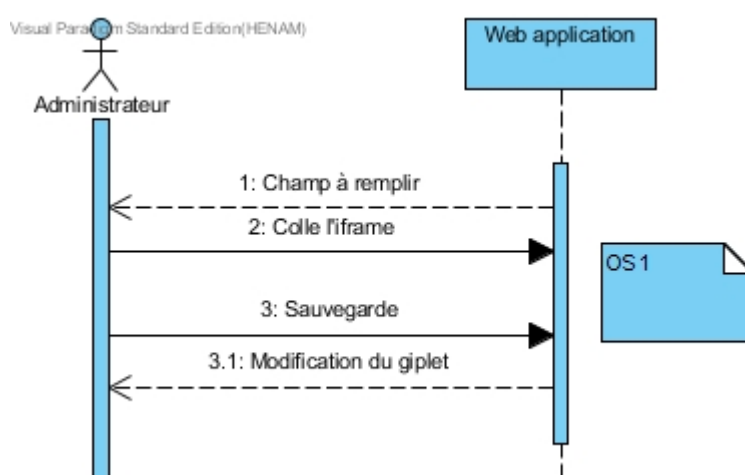 Visual Paradigm Standard Edition(HENAM)
Web application
Administrateur
1: Champ à remplir
2: Colle l'iframe
OS1
3: Sauvegarde
3.1: Modification du giplet